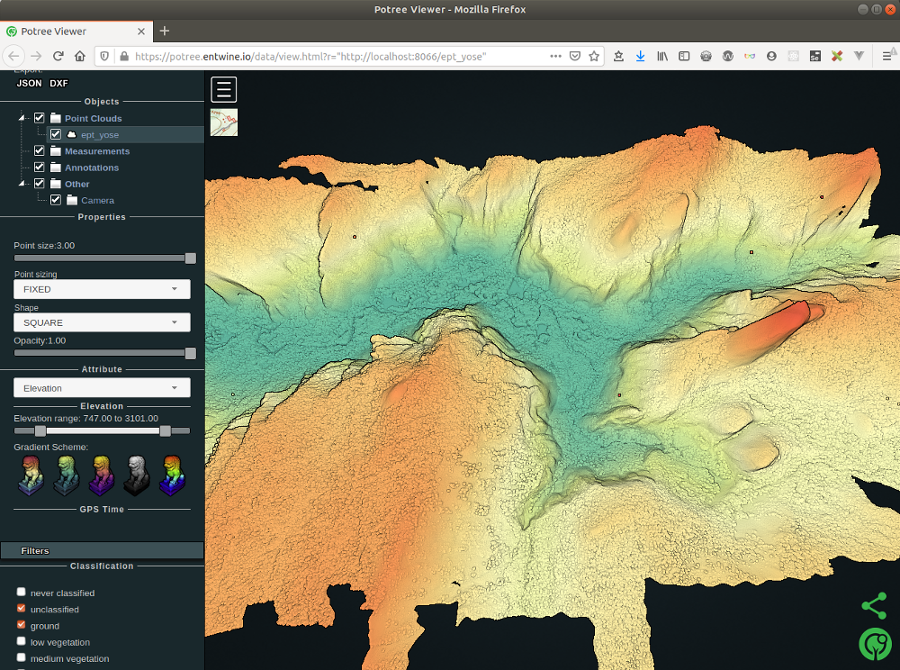 Potree Viewer - Mozilla Firefox
Potree Viewer
https://potree.entwine.io/data/view.html?r="http://localhost:8066/ept_yose"
Export:
JSON DXF
Objects
Point Clouds
ept_yose
Measurements
Annotations
Other
Camera
Properties
Point size:3.00
Point sizing
FIXED
Shape
SQUARE
Opacity:1.00
Attribute
Elevation
Elevation
Elevation range: 747.00 to 3101.00
Gradient Scheme:
GPS Time
Filters
Classification
never classified
unclassified
ground
low vegetation
medium vegetation